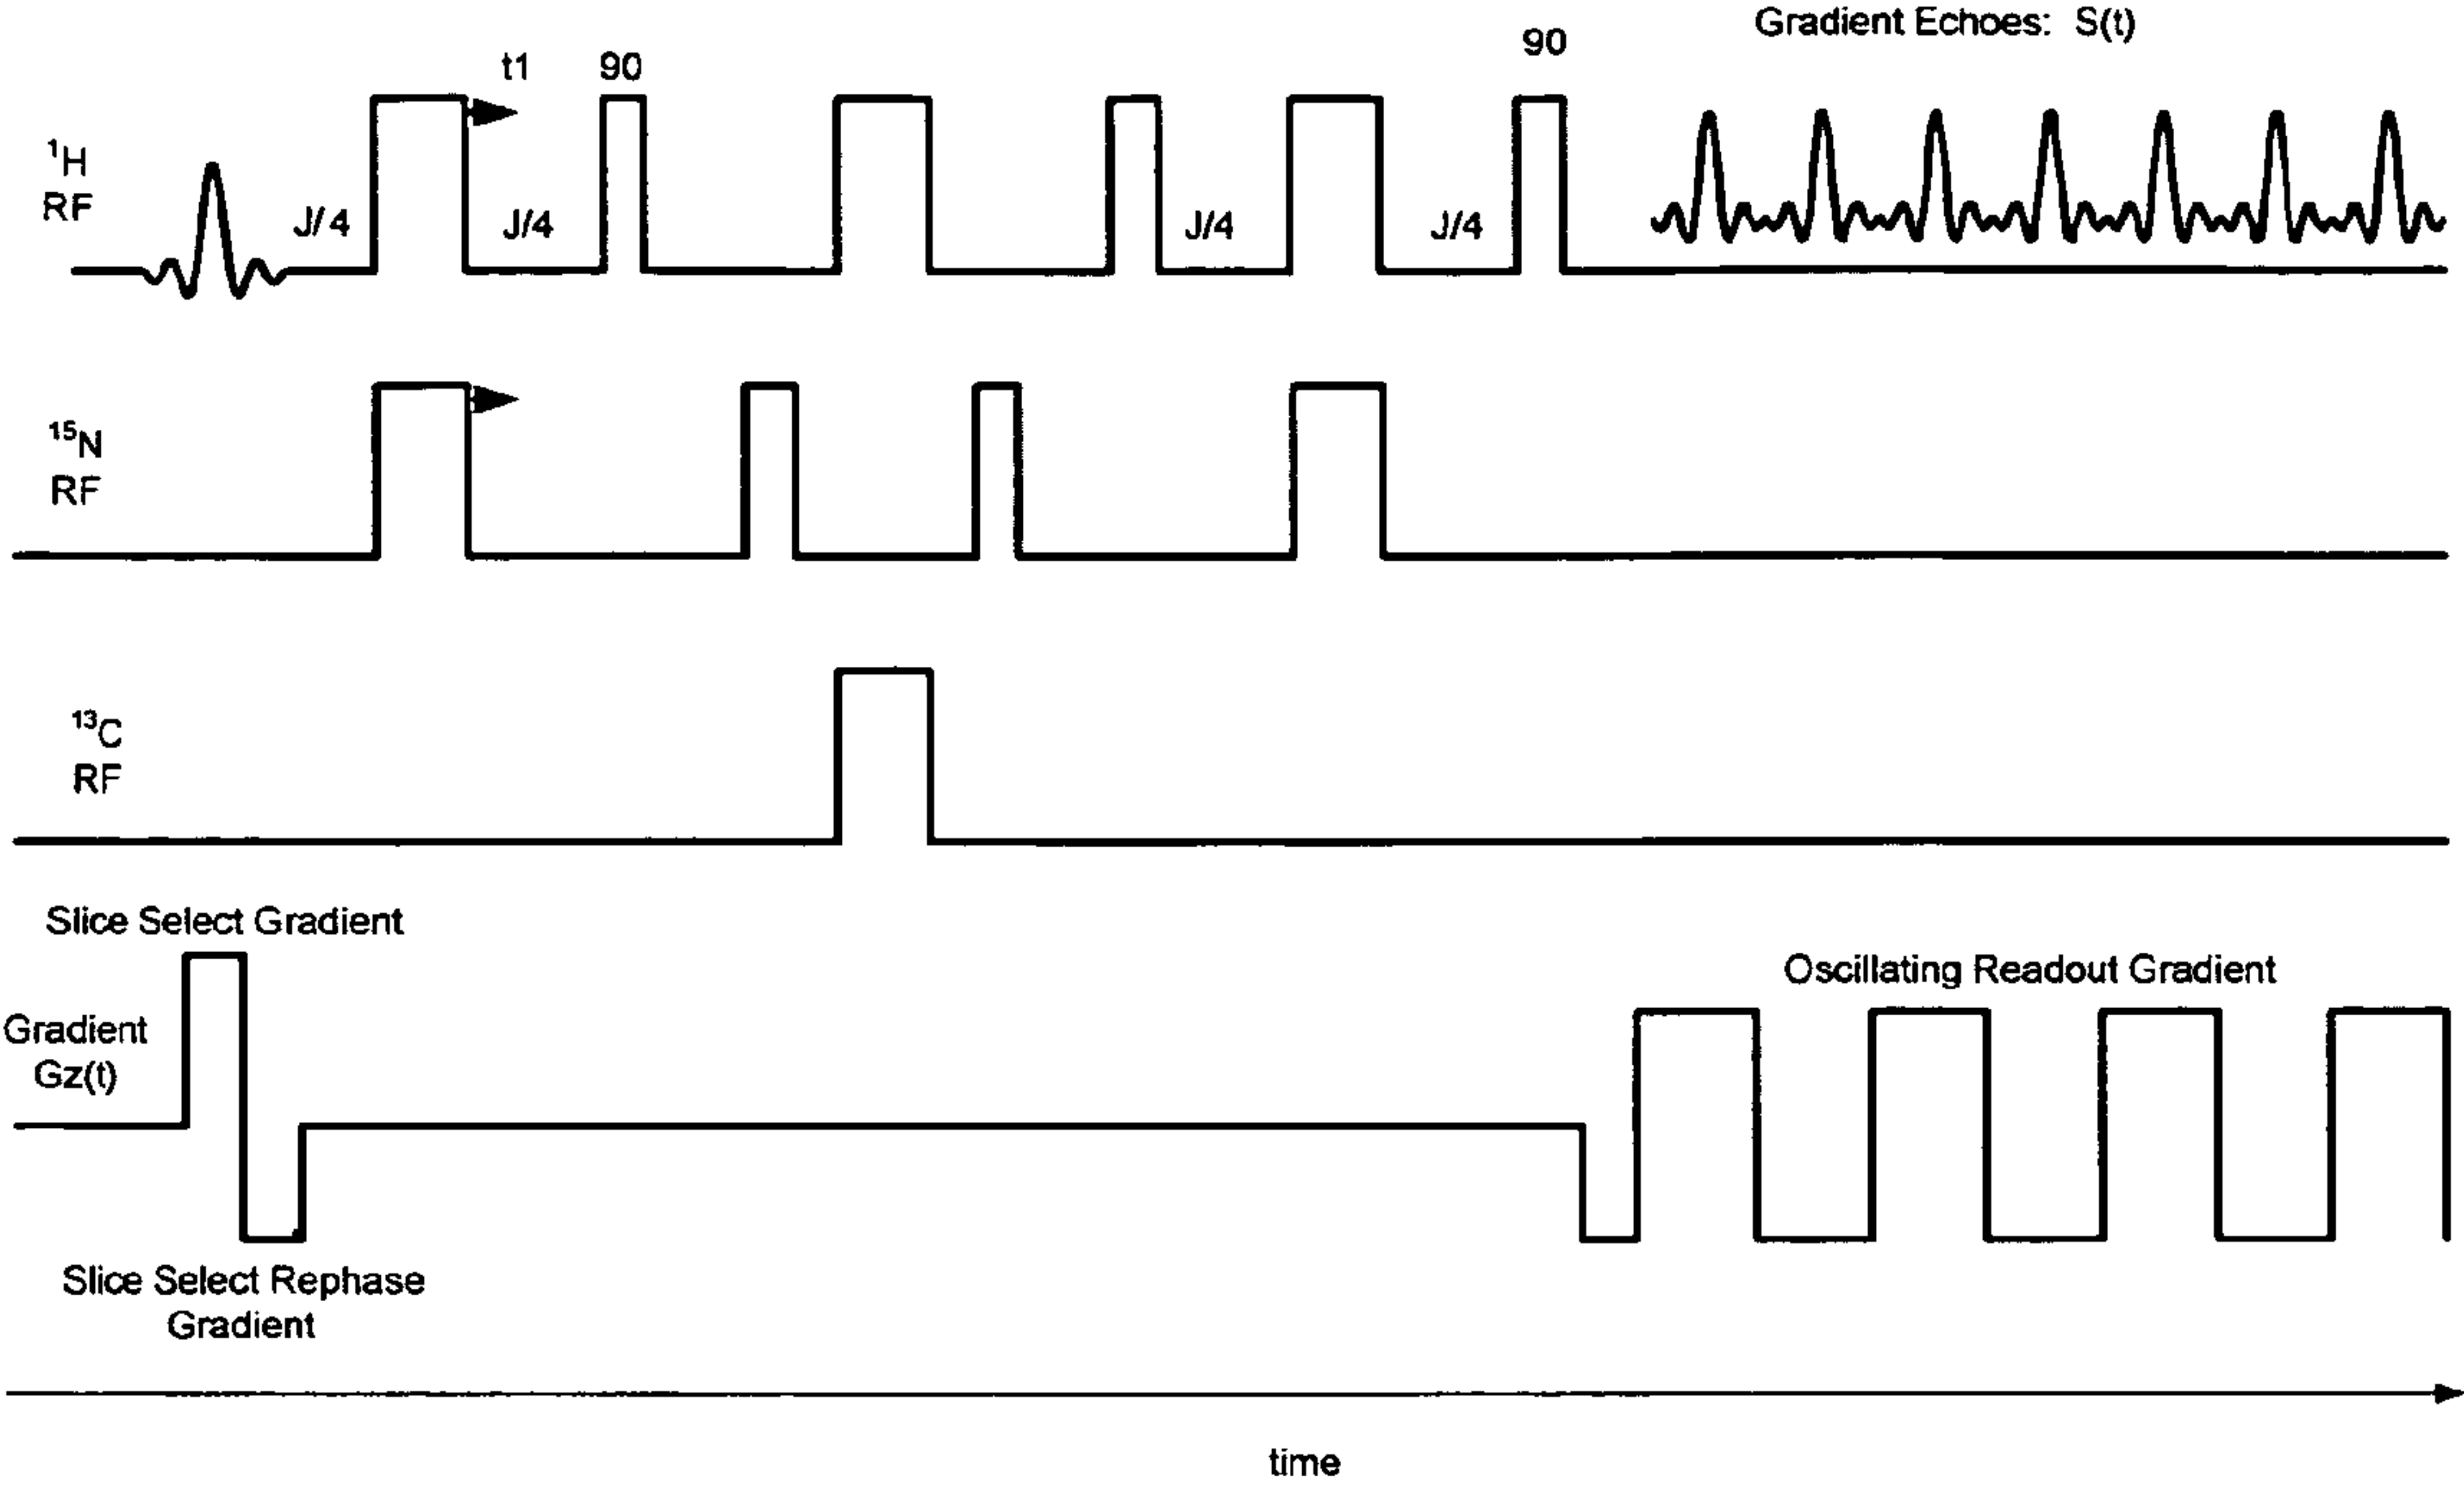 Gradient Echoes: S(t)
t1
90
90
¹H
RF
J/4
J/4
J/4
J/4
¹⁵N
RF
¹³C
RF
Slice Select Gradient
Oscillating Readout Gradient
Gradient
Gz(t)
Slice Select Rephase
Gradient
time